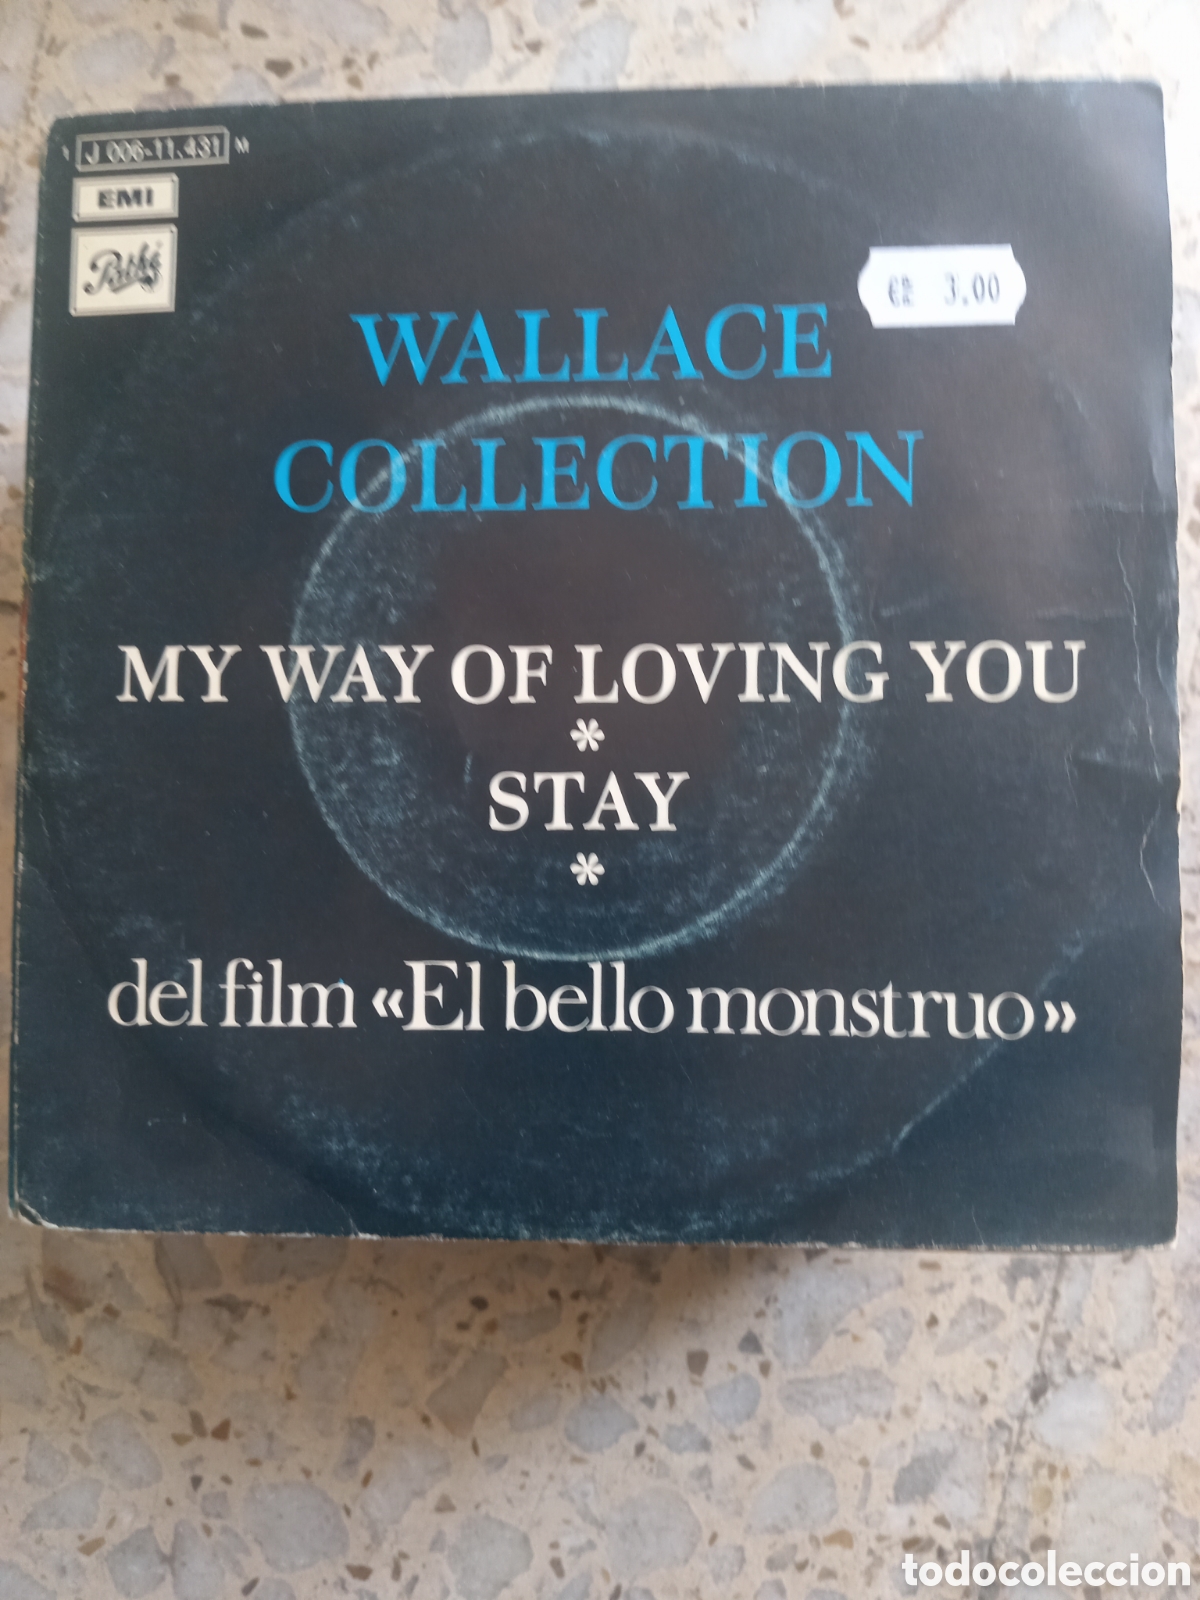 1 J 006-11.431 M
EMI
Pathé
€ 3.00
WALLACE
COLLECTION
MY WAY OF LOVING YOU
*
STAY
*
del film «El bello monstruo»
todocoleccion